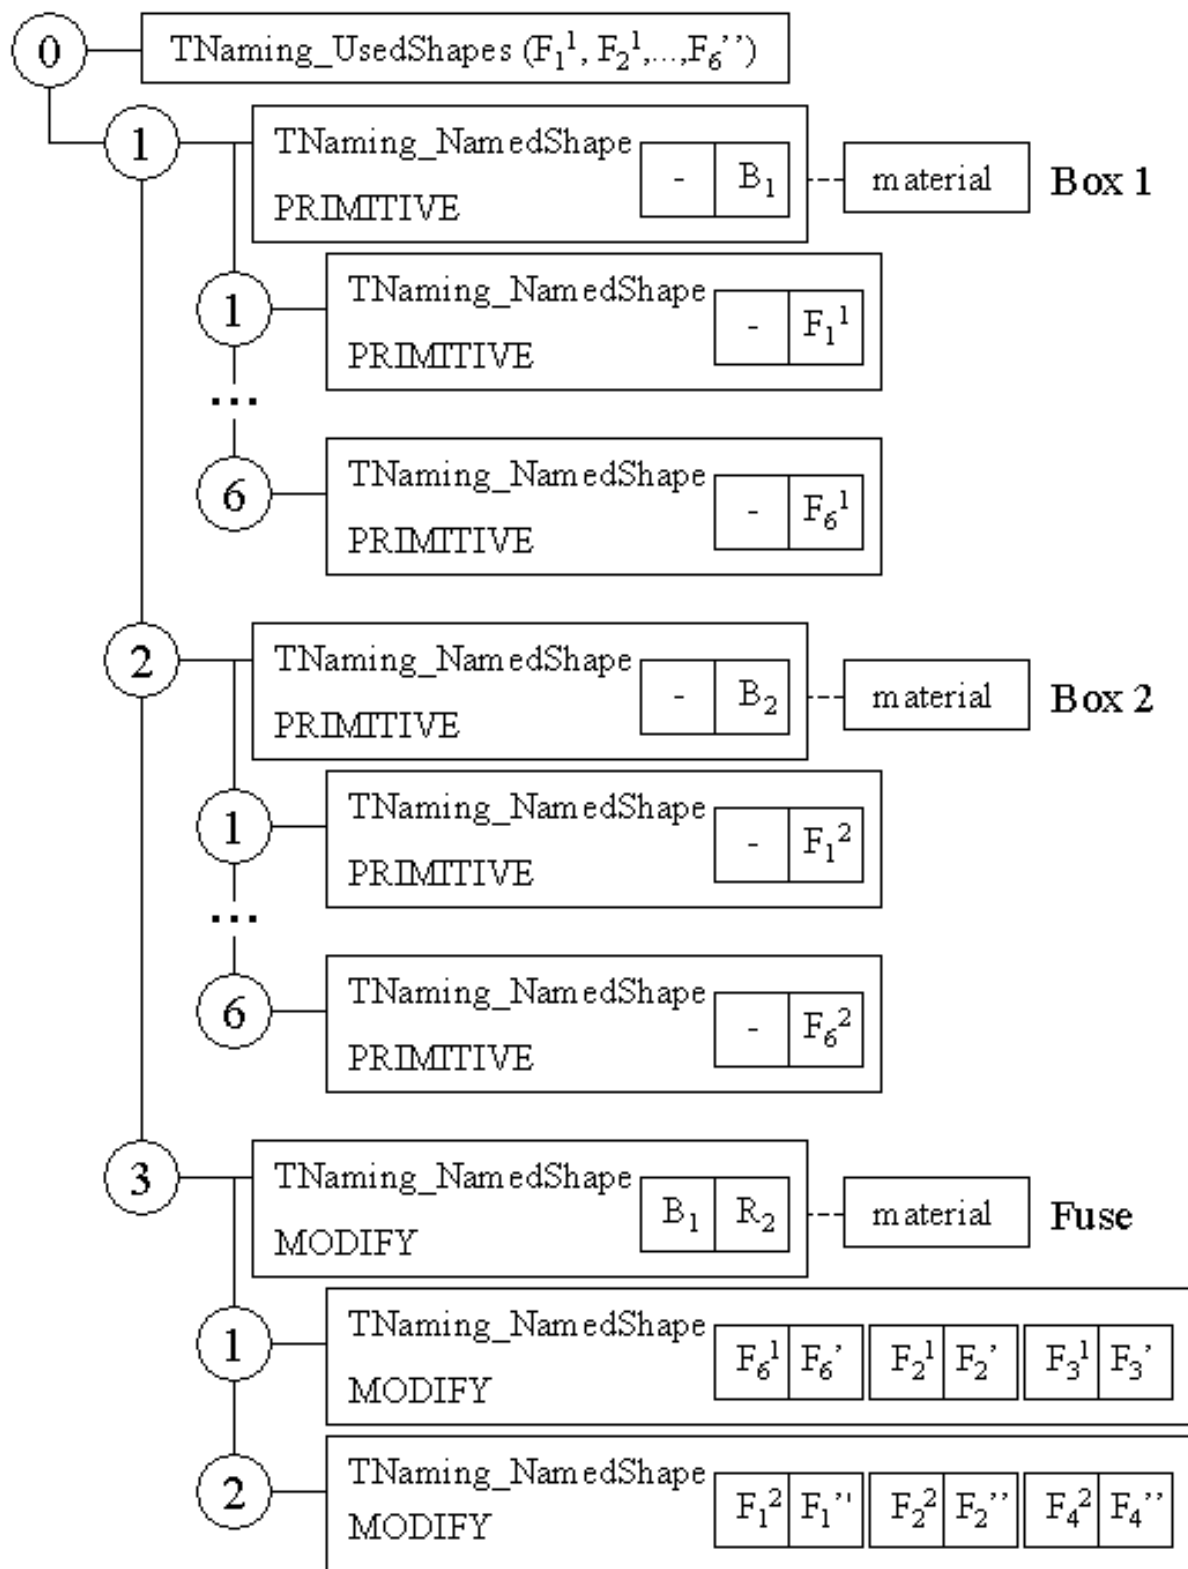 0 TNaming_UsedShapes (F₁¹, F₂¹,...,F₆’’)
1 TNaming_NamedShape PRIMITIVE - B₁ material Box 1
1 TNaming_NamedShape PRIMITIVE - F₁¹
...
6 TNaming_NamedShape PRIMITIVE - F₆¹
2 TNaming_NamedShape PRIMITIVE - B₂ material Box 2
1 TNaming_NamedShape PRIMITIVE - F₁²
...
6 TNaming_NamedShape PRIMITIVE - F₆²
3 TNaming_NamedShape MODIFY B₁ R₂ material Fuse
1 TNaming_NamedShape MODIFY F₆¹ F₆’ F₂¹ F₂’ F₃¹ F₃’
2 TNaming_NamedShape MODIFY F₁² F₁’’ F₂² F₂’’ F₄² F₄’’